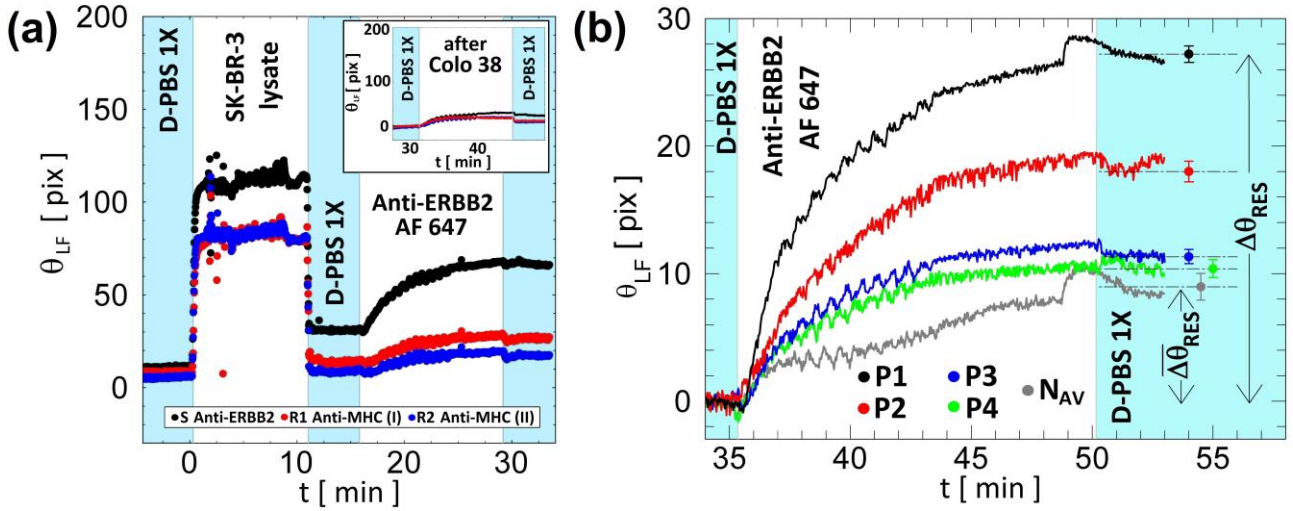 (a)
200
150
100
50
0
θLF [ pix ]
D-PBS 1X
SK-BR-3
lysate
D-PBS 1X
Anti-ERBB2
AF 647
200
100
0
θLF [ pix ]
D-PBS 1X
after
Colo 38
D-PBS 1X
30 40
t [ min ]
S Anti-ERBB2 R1 Anti-MHC (I) R2 Anti-MHC (II)
0 10 20 30
t [ min ]
(b)
30
20
10
0
θLF [ pix ]
D-PBS 1X
Anti-ERBB2
AF 647
D-PBS 1X
ΔθRES
ΔθRES
P1 P3 NAV
P2 P4
35 40 45 50 55
t [ min ]